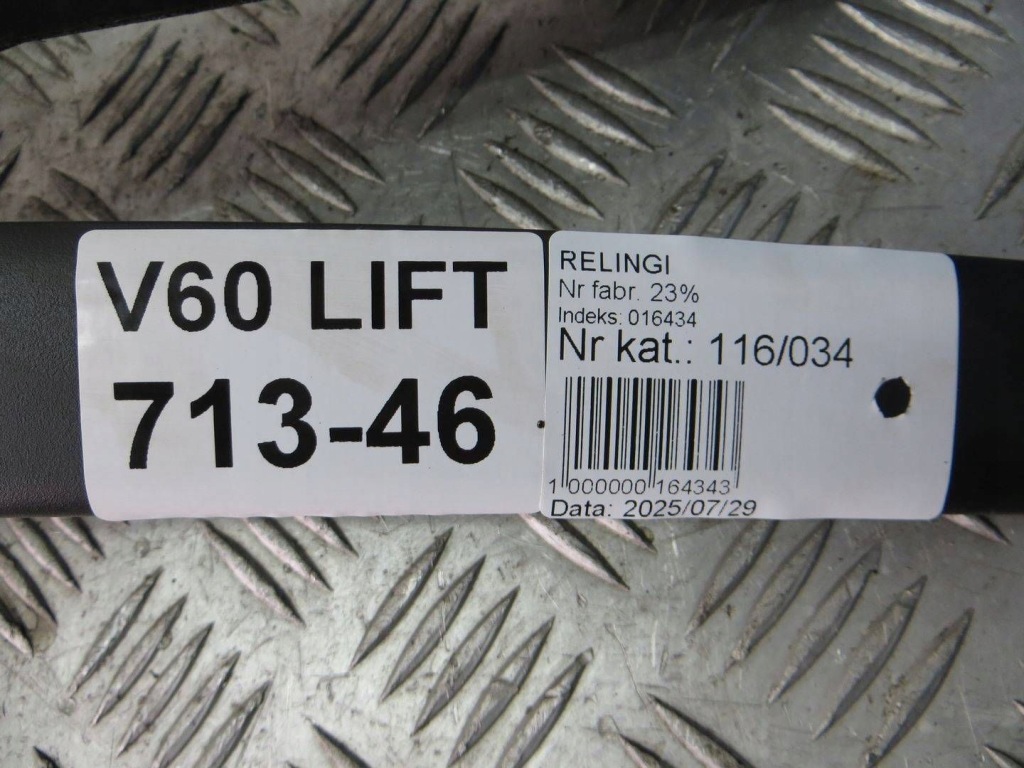 V60 LIFT
713-46
RELINGI
Nr fabr. 23%
Indeks: 016434
Nr kat.: 116/034
1 000000 164343
Data: 2025/07/29